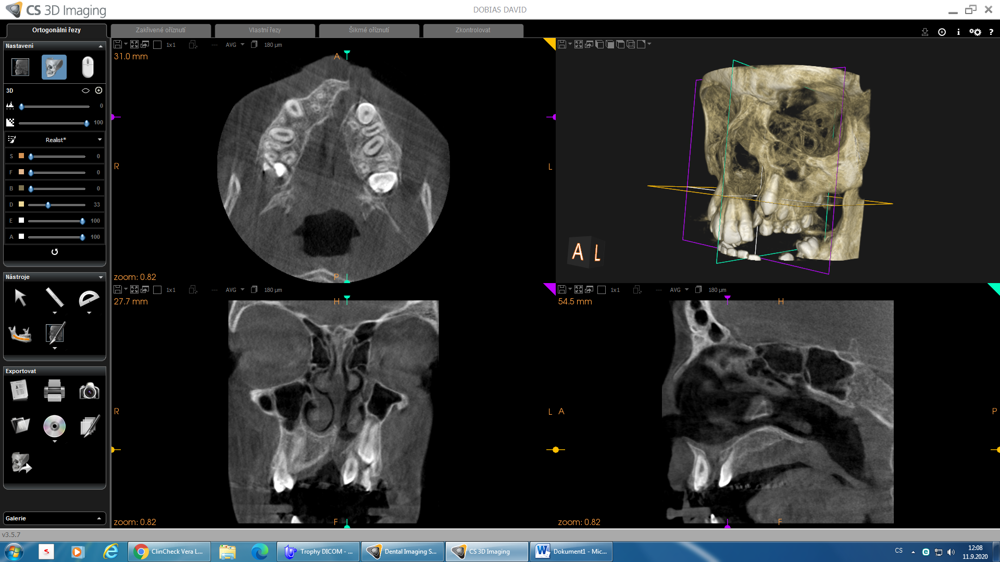 CS 3D Imaging
DOBIAS DAVID
Ortogonální řezy
Zakřivené oříznutí
Vlastní řezy
Šikmé oříznutí
Zkontrolovat
i
?
Nastavení
3D
0
100
Realist*
S 0
F 0
B 0
D 33
E 100
A 100
Nástroje
Exportovat
Galerie
1x1 AVG 180 µm
31.0 mm
A
R
L
P
zoom: 0.82
A L
1x1 AVG 180 µm
27.7 mm
H
R
L
F
zoom: 0.82
1x1 AVG 180 µm
54.5 mm
H
A
P
F
zoom: 0.82
v3.5.7
S
ClinCheck Vera L...
Trophy DICOM - ...
Dental Imaging S...
CS 3D Imaging
Dokument1 - Mic...
CS
12:08
11.9.2020